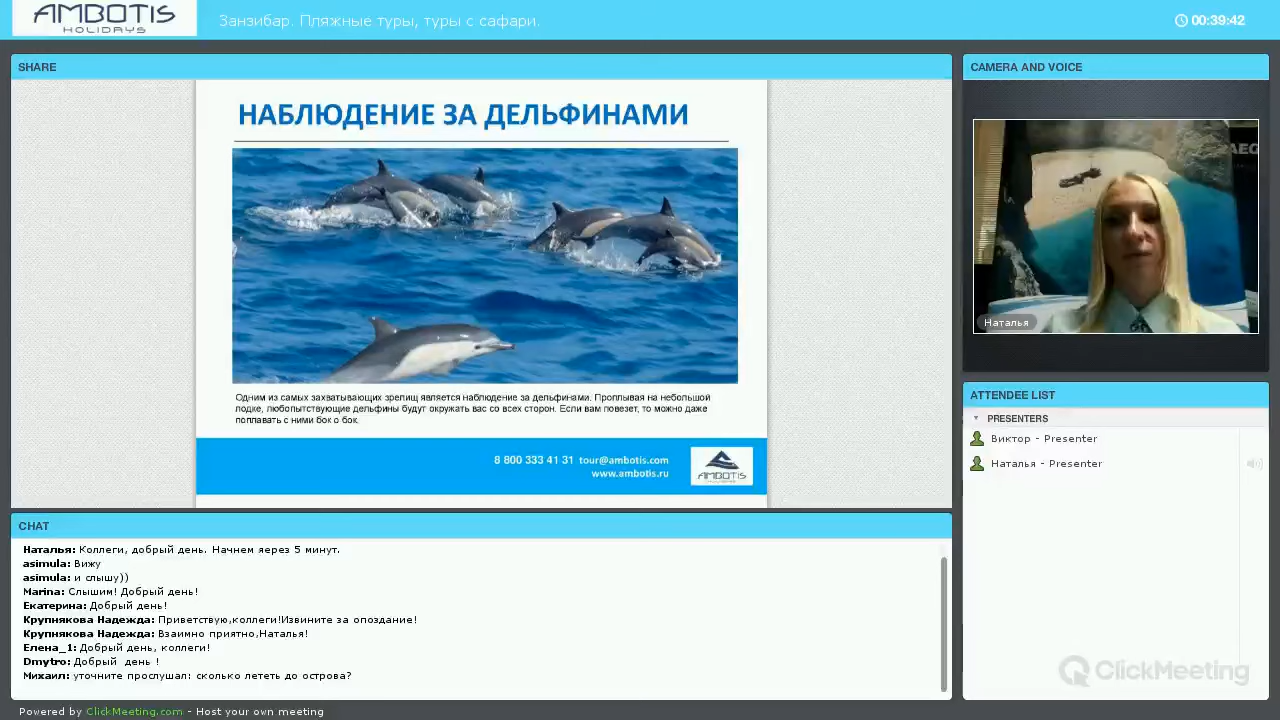 AMBOTIS
HOLIDAYS
Занзибар. Пляжные туры, туры с сафари.
00:39:42
SHARE
НАБЛЮДЕНИЕ ЗА ДЕЛЬФИНАМИ
Одним из самых захватывающих зрелищ является наблюдение за дельфинами. Проплывая на небольшой
лодке, любопытствующие дельфины будут окружать вас со всех сторон. Если вам повезет, то можно даже
поплавать с ними бок о бок.
8 800 333 41 31 tour@ambotis.com
www.ambotis.ru
AMBOTIS
CAMERA AND VOICE
AEG
Наталья
ATTENDEE LIST
PRESENTERS
Виктор - Presenter
Наталья - Presenter
CHAT
Наталья: Коллеги, добрый день. Начнем яерез 5 минут.
asimula: Вижу
asimula: и слышу))
Marina: Слышим! Добрый день!
Екатерина: Добрый день!
Крупнякова Надежда: Приветствую,коллеги!Извините за опоздание!
Крупнякова Надежда: Взаимно приятно,Наталья!
Елена_1: Добрый день, коллеги!
Dmytro: Добрый  день !
Михаил: уточните прослушал: сколько лететь до острова?
ClickMeeting
Powered by ClickMeeting.com - Host your own meeting